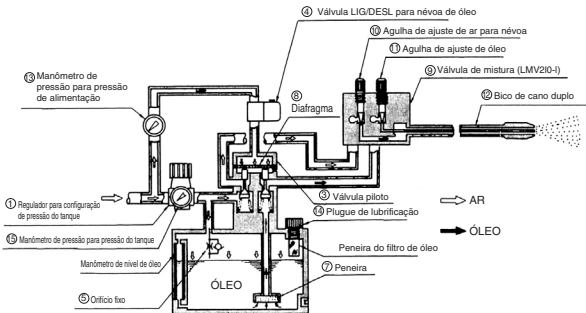 ④ Válvula LIG/DESL para névoa de óleo
⑩ Agulha de ajuste de ar para névoa
⑪ Agulha de ajuste de óleo
⑨ Válvula de mistura (LMV2I0-I)
⑫ Bico de cano duplo
⑬ Manômetro de
pressão para pressão
de alimentação
⑧
Diafragma
③ Válvula piloto
① Regulador para configuração
de pressão do tanque
⑭ Plugue de lubrificação
AR
⑮ Manômetro de pressão para pressão do tanque
Peneira do filtro de óleo
ÓLEO
Manômetro de nível de óleo
⑦ Peneira
ÓLEO
⑤ Orifício fixo